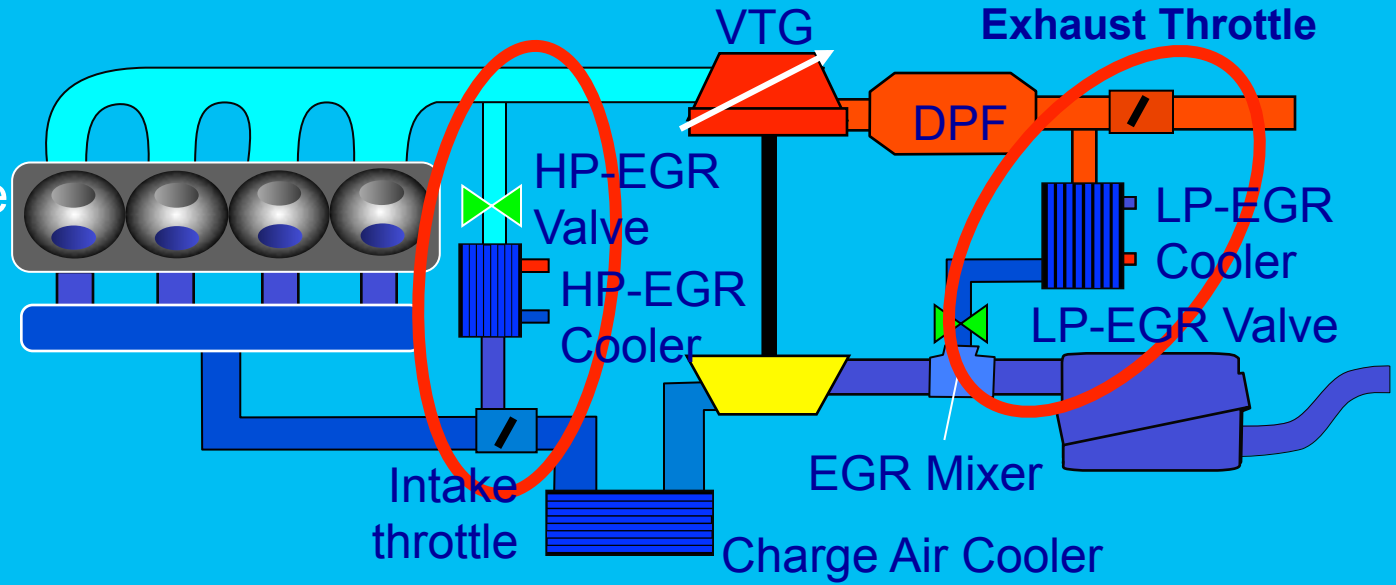 VTG
Exhaust Throttle
DPF
HP-EGR
Valve
LP-EGR
Cooler
HP-EGR
Cooler
LP-EGR Valve
EGR Mixer
Intake
throttle
Charge Air Cooler